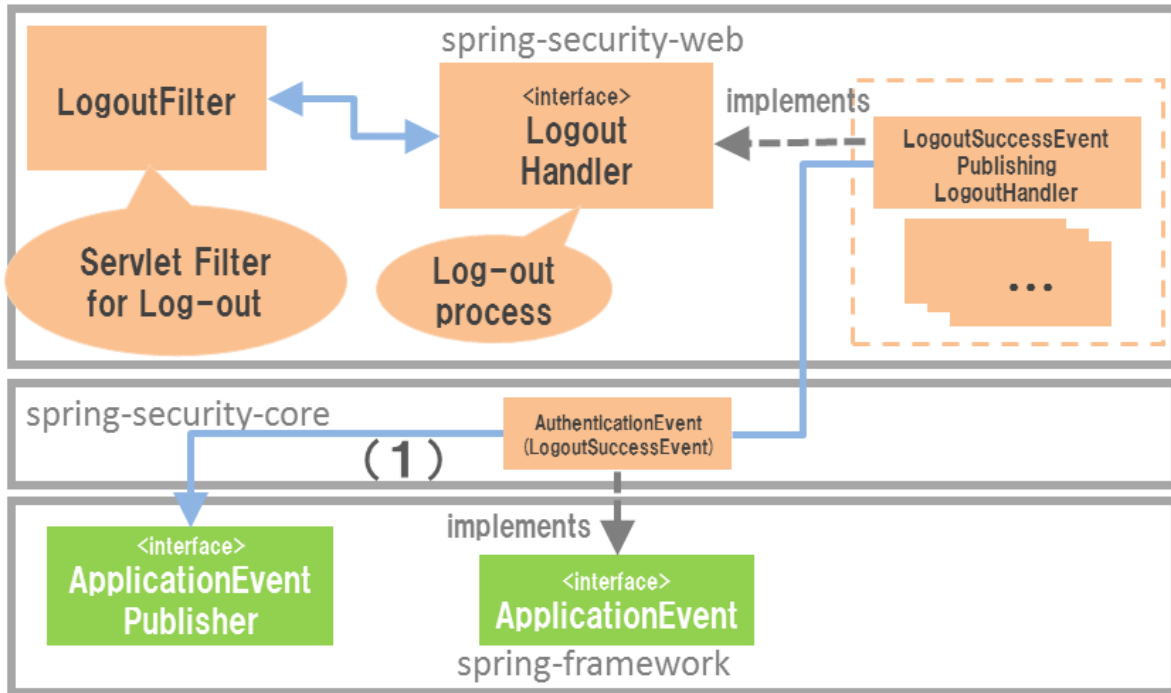 spring-security-web
LogoutFilter
<interface>
Logout
Handler
implements
LogoutSuccessEvent
Publishing
LogoutHandler
...
Servlet Filter
for Log-out
Log-out
process
spring-security-core
(1)
AuthenticationEvent
(LogoutSuccessEvent)
implements
<interface>
ApplicationEvent
Publisher
<interface>
ApplicationEvent
spring-framework